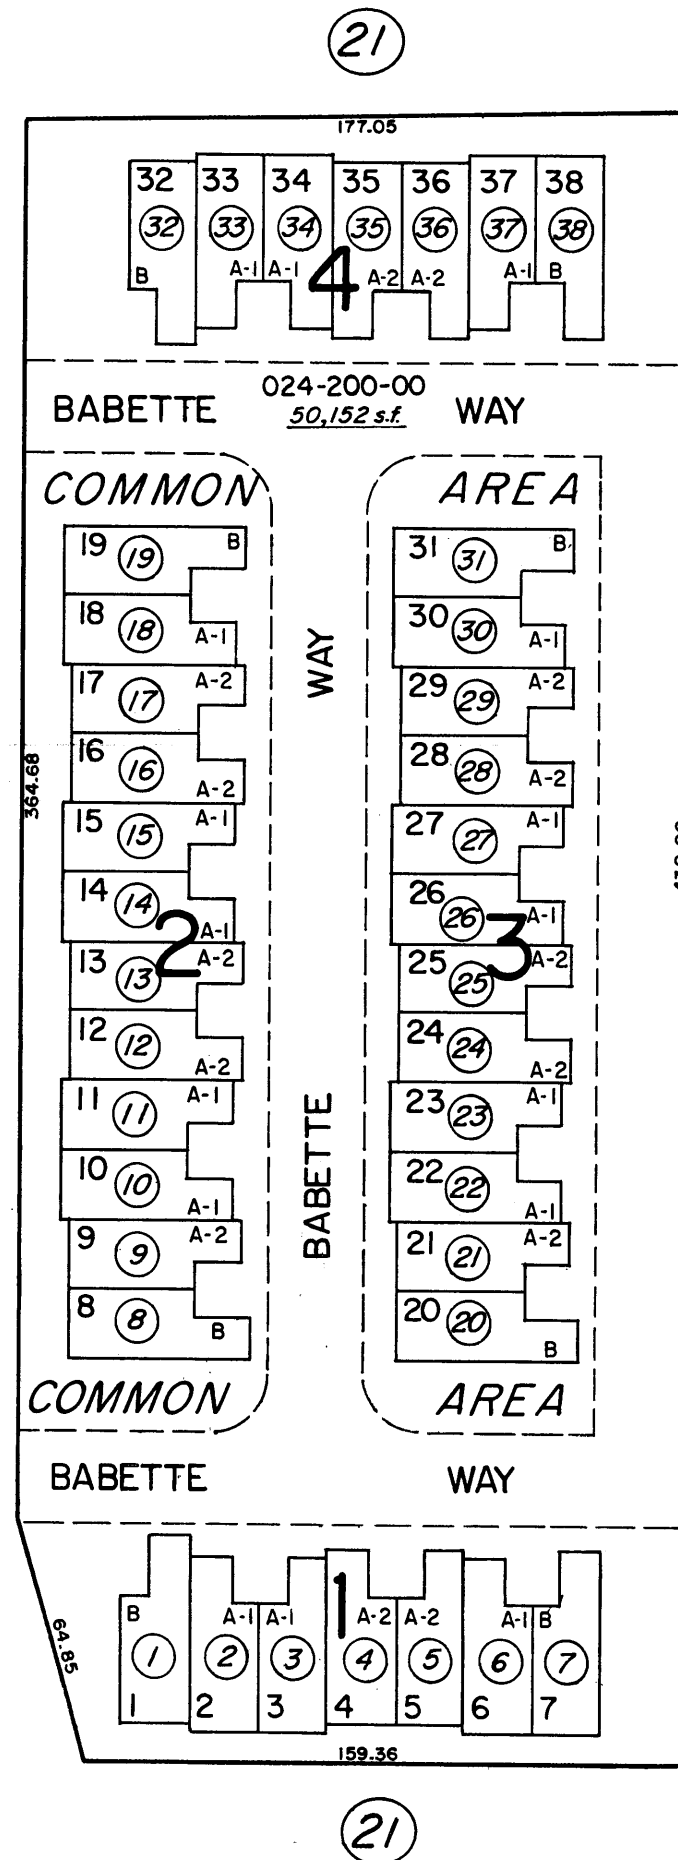 21
177.05
32 33 34 35 36 37 38
32 33 34 35 36 37 38
B A-1 A-1 4 A-2 A-2 A-1 B
024-200-00
BABETTE 50,152 s.f. WAY
COMMON AREA
19 19 B
18 18 A-1
17 17 A-2
16 16 A-2
15 15 A-1
14 14 A-1
2
13 13 A-2
12 12 A-2
11 11 A-1
10 10 A-1
9 9 A-2
8 8 B
364.68
BABETTE WAY
31 31 B
30 30 A-1
29 29 A-2
28 28 A-2
27 27 A-1
26 26 A-1
3
25 25 A-2
24 24 A-2
23 23 A-1
22 22 A-1
21 21 A-2
20 20 B
COMMON AREA
BABETTE WAY
B A-1 A-1 1 A-2 A-2 A-1 B
1 2 3 4 5 6 7
1 2 3 4 5 6 7
64.85
159.36
21